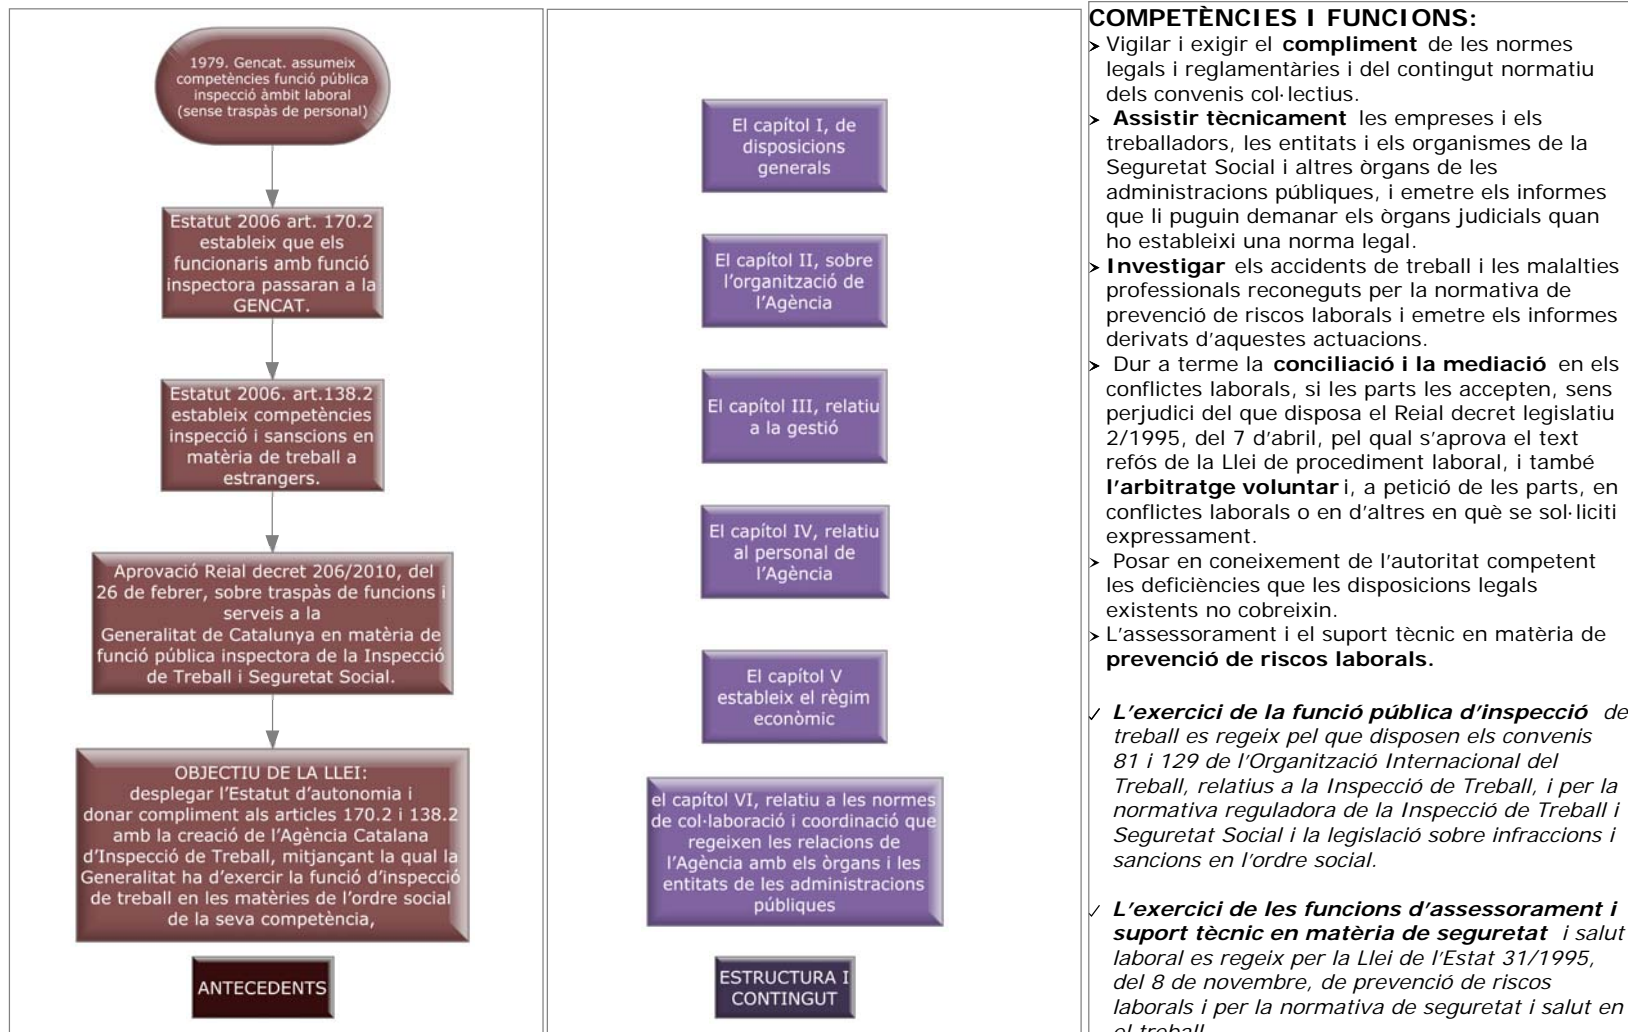 1979. Gencat. assumeix
competències funció pública
inspecció àmbit laboral
(sense traspàs de personal)
Estatut 2006 art. 170.2
estableix que els
funcionaris amb funció
inspectora passaran a la
GENCAT.
Estatut 2006. art.138.2
estableix competències
inspecció i sanscions en
matèria de treball a
estrangers.
Aprovació Reial decret 206/2010, del
26 de febrer, sobre traspàs de funcions i
serveis a la
Generalitat de Catalunya en matèria de
funció pública inspectora de la Inspecció
de Treball i Seguretat Social.
OBJECTIU DE LA LLEI:
desplegar l'Estatut d'autonomia i
donar compliment als articles 170.2 i 138.2
amb la creació de l'Agència Catalana
d'Inspecció de Treball, mitjançant la qual la
Generalitat ha d'exercir la funció d'inspecció
de treball en les matèries de l'ordre social
de la seva competència,
ANTECEDENTS
El capítol I, de
disposicions
generals
El capítol II, sobre
l'organització de
l'Agència
El capítol III, relatiu
a la gestió
El capítol IV, relatiu
al personal de
l'Agència
El capítol V
estableix el règim
econòmic
el capítol VI, relatiu a les normes
de col·laboració i coordinació que
regeixen les relacions de
l'Agència amb els òrgans i les
entitats de les administracions
públiques
ESTRUCTURA I
CONTINGUT
COMPETÈNCIES I FUNCIONS:
Vigilar i exigir el compliment de les normes
legals i reglamentàries i del contingut normatiu
dels convenis col·lectius.
Assistir tècnicament les empreses i els
treballadors, les entitats i els organismes de la
Seguretat Social i altres òrgans de les
administracions públiques, i emetre els informes
que li puguin demanar els òrgans judicials quan
ho estableixi una norma legal.
Investigar els accidents de treball i les malalties
professionals reconeguts per la normativa de
prevenció de riscos laborals i emetre els informes
derivats d'aquestes actuacions.
Dur a terme la conciliació i la mediació en els
conflictes laborals, si les parts les accepten, sens
perjudici del que disposa el Reial decret legislatiu
2/1995, del 7 d'abril, pel qual s'aprova el text
refós de la Llei de procediment laboral, i també
l'arbitratge voluntar i, a petició de les parts, en
conflictes laborals o en d'altres en què se sol·liciti
expressament.
Posar en coneixement de l'autoritat competent
les deficiències que les disposicions legals
existents no cobreixin.
L'assessorament i el suport tècnic en matèria de
prevenció de riscos laborals.
L'exercici de la funció pública d'inspecció de
treball es regeix pel que disposen els convenis
81 i 129 de l'Organització Internacional del
Treball, relatius a la Inspecció de Treball, i per la
normativa reguladora de la Inspecció de Treball i
Seguretat Social i la legislació sobre infraccions i
sancions en l'ordre social.
L'exercici de les funcions d'assessorament i
suport tècnic en matèria de seguretat i salut
laboral es regeix per la Llei de l'Estat 31/1995,
del 8 de novembre, de prevenció de riscos
laborals i per la normativa de seguretat i salut en
el treball